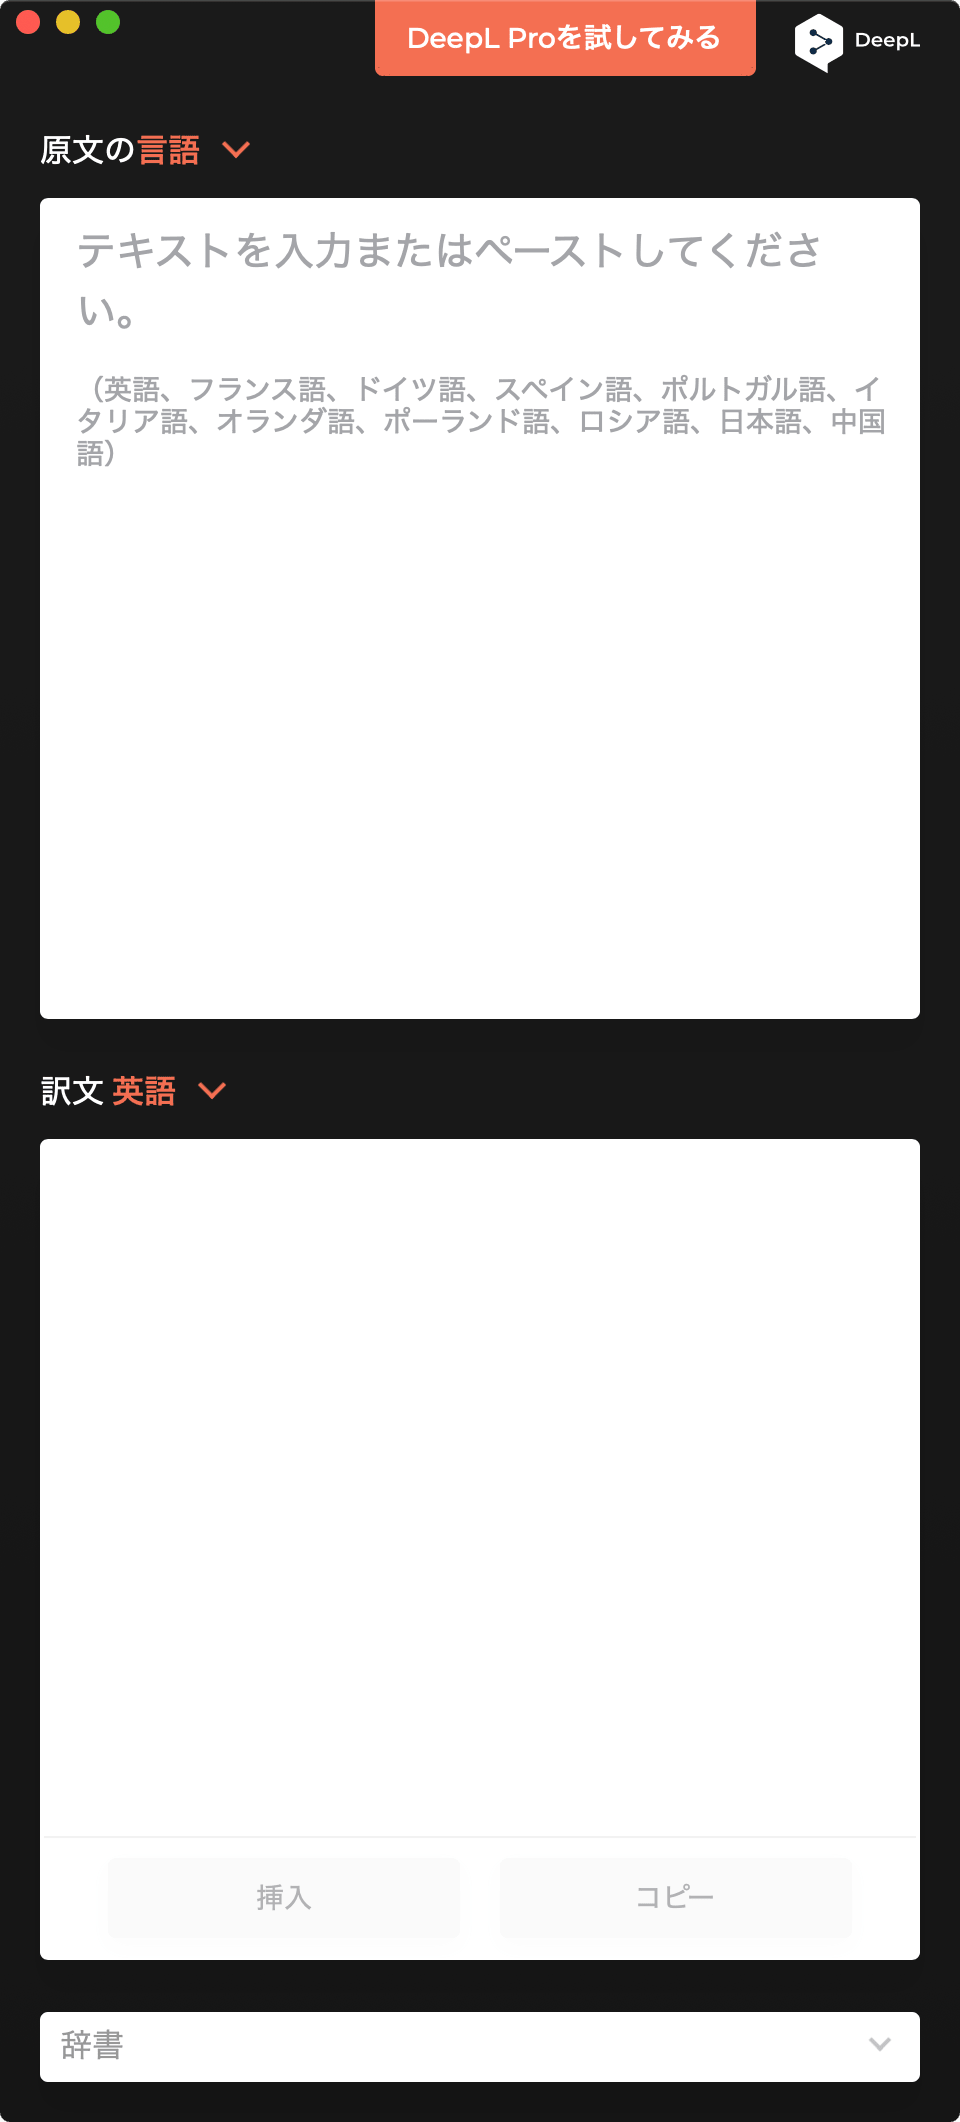 DeepL Proを試してみる
DeepL
原文の言語
テキストを入力またはペーストしてくださ
い。
（英語、フランス語、ドイツ語、スペイン語、ポルトガル語、イ
タリア語、オランダ語、ポーランド語、ロシア語、日本語、中国
語）
訳文 英語
挿入
コピー
辞書